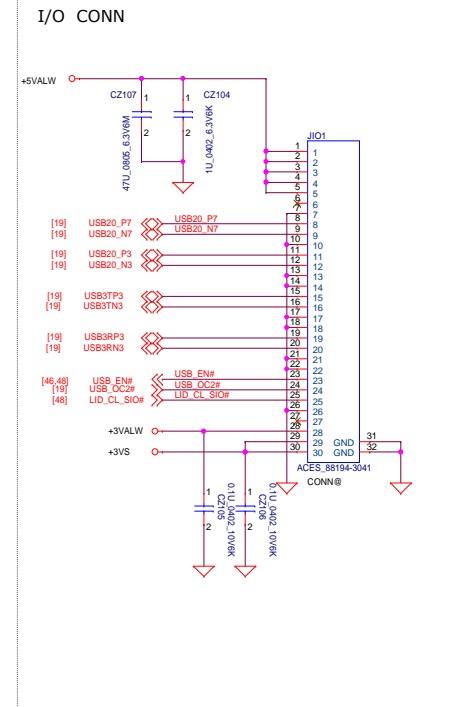 I/O CONN
+5VALW
CZ107
1
2
47U_0805_6.3V6M
1
CZ104
2
1U_0402_6.3V6K
JIO1
1 1
2 2
3 3
4 4
5 5
6 6
7 7
[19] USB20_P7 USB20_P7 8 8
[19] USB20_N7 USB20_N7 9 9
10 10
[19] USB20_P3 11 11
[19] USB20_N3 12 12
13 13
14 14
[19] USB3TP3 15 15
[19] USB3TN3 16 16
17 17
18 18
[19] USB3RP3 19 19
[19] USB3RN3 20 20
21 21
22 22
[46,48] USB_EN# USB_EN# 23 23
[19] USB_OC2# USB_OC2# 24 24
[48] LID_CL_SIO# LID_CL_SIO# 25 25
26 26
27 27
+3VALW 28 28
29 29 GND 31
+3VS 30 30 GND 32
ACES_88194-3041
CONN@
1
2
CZ105
0.1U_0402_10V6K
1
2
CZ106
0.1U_0402_10V6K